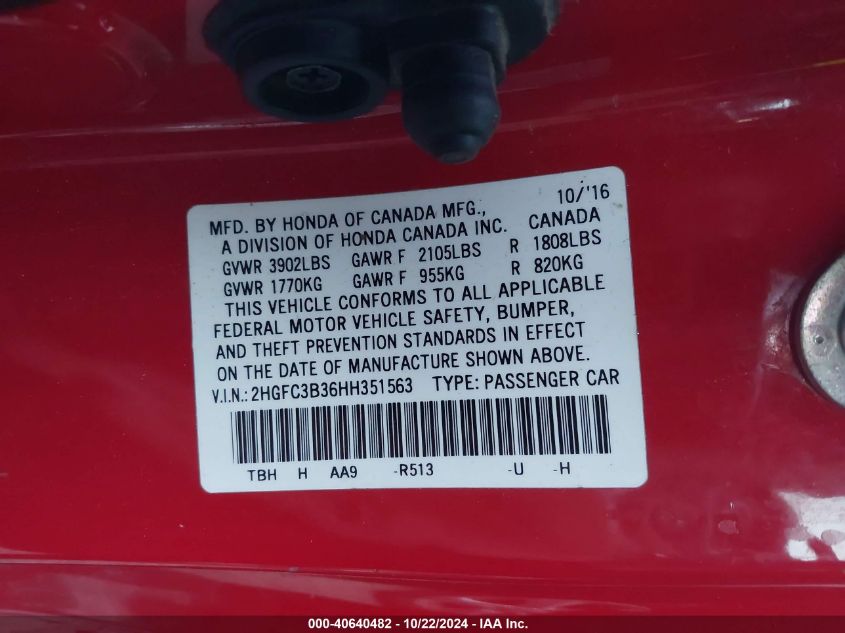 10/'16
MFD. BY HONDA OF CANADA MFG.,
A DIVISION OF HONDA CANADA INC. CANADA
GVWR 3902LBS GAWR F 2105LBS R 1808LBS
GVWR 1770KG GAWR F 955KG R 820KG
THIS VEHICLE CONFORMS TO ALL APPLICABLE
FEDERAL MOTOR VEHICLE SAFETY, BUMPER,
AND THEFT PREVENTION STANDARDS IN EFFECT
ON THE DATE OF MANUFACTURE SHOWN ABOVE.
V.I.N.: 2HGFC3B36HH351563 TYPE: PASSENGER CAR
TBH H AA9 -R513 -U -H
000-40640482 - 10/22/2024 - IAA Inc.